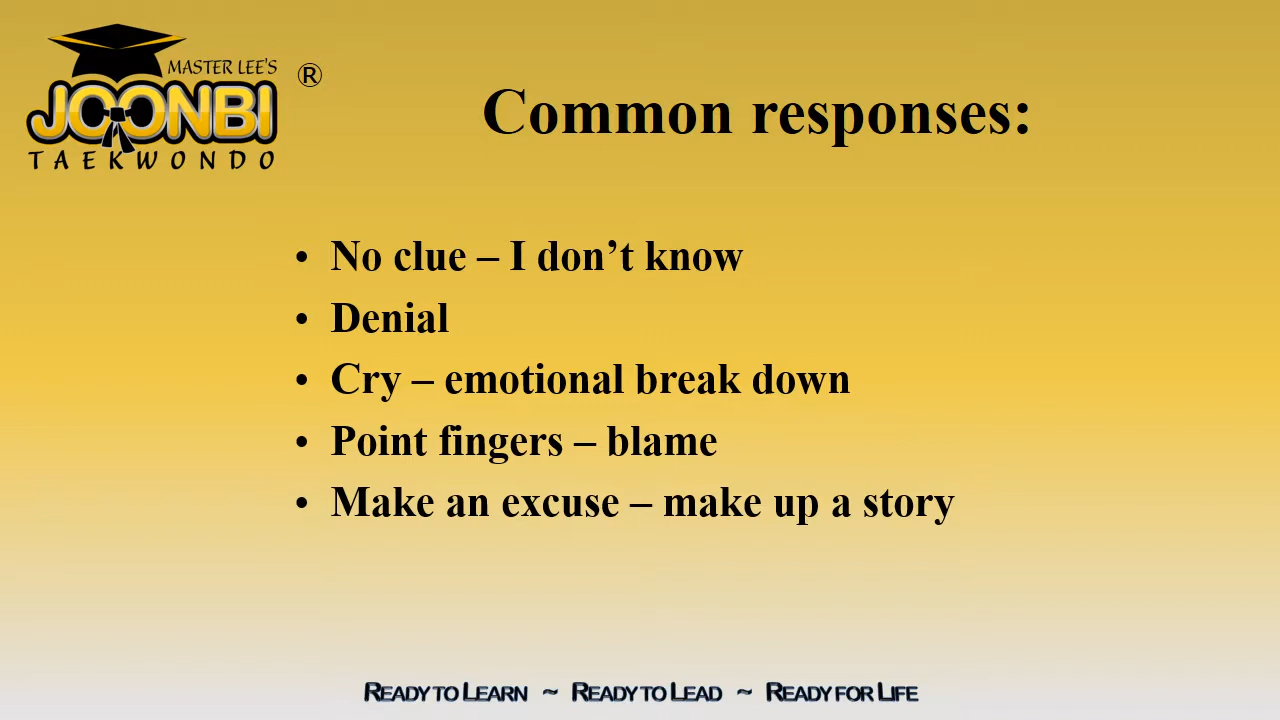 MASTER LEE'S
JOONBI
TAEKWONDO
®
Common responses:
• No clue – I don’t know
• Denial
• Cry – emotional break down
• Point fingers – blame
• Make an excuse – make up a story
READY TO LEARN ~ READY TO LEAD ~ READY FOR LIFE